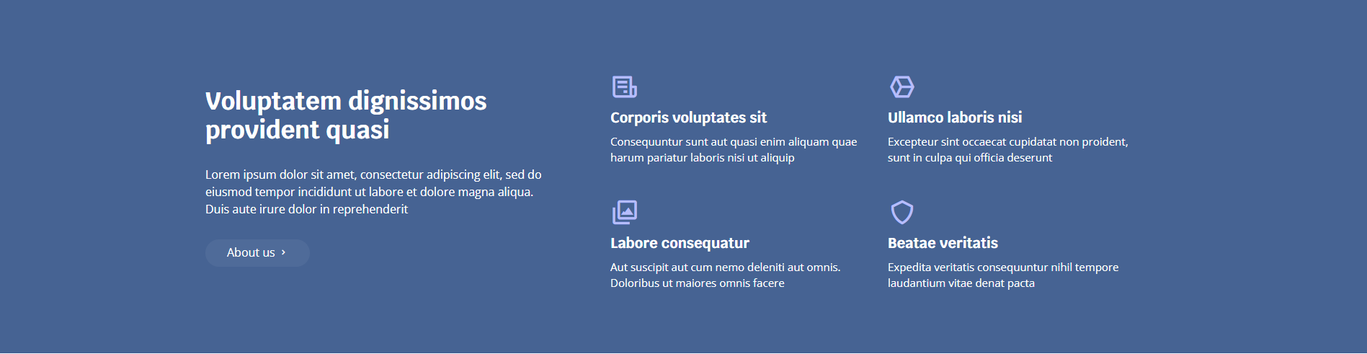 Voluptatem dignissimos
provident quasi
Lorem ipsum dolor sit amet, consectetur adipiscing elit, sed do
eiusmod tempor incididunt ut labore et dolore magna aliqua.
Duis aute irure dolor in reprehenderit
About us
Corporis voluptates sit
Consequuntur sunt aut quasi enim aliquam quae
harum pariatur laboris nisi ut aliquip
Ullamco laboris nisi
Excepteur sint occaecat cupidatat non proident,
sunt in culpa qui officia deserunt
Labore consequatur
Aut suscipit aut cum nemo deleniti aut omnis.
Doloribus ut maiores omnis facere
Beatae veritatis
Expedita veritatis consequuntur nihil tempore
laudantium vitae denat pacta